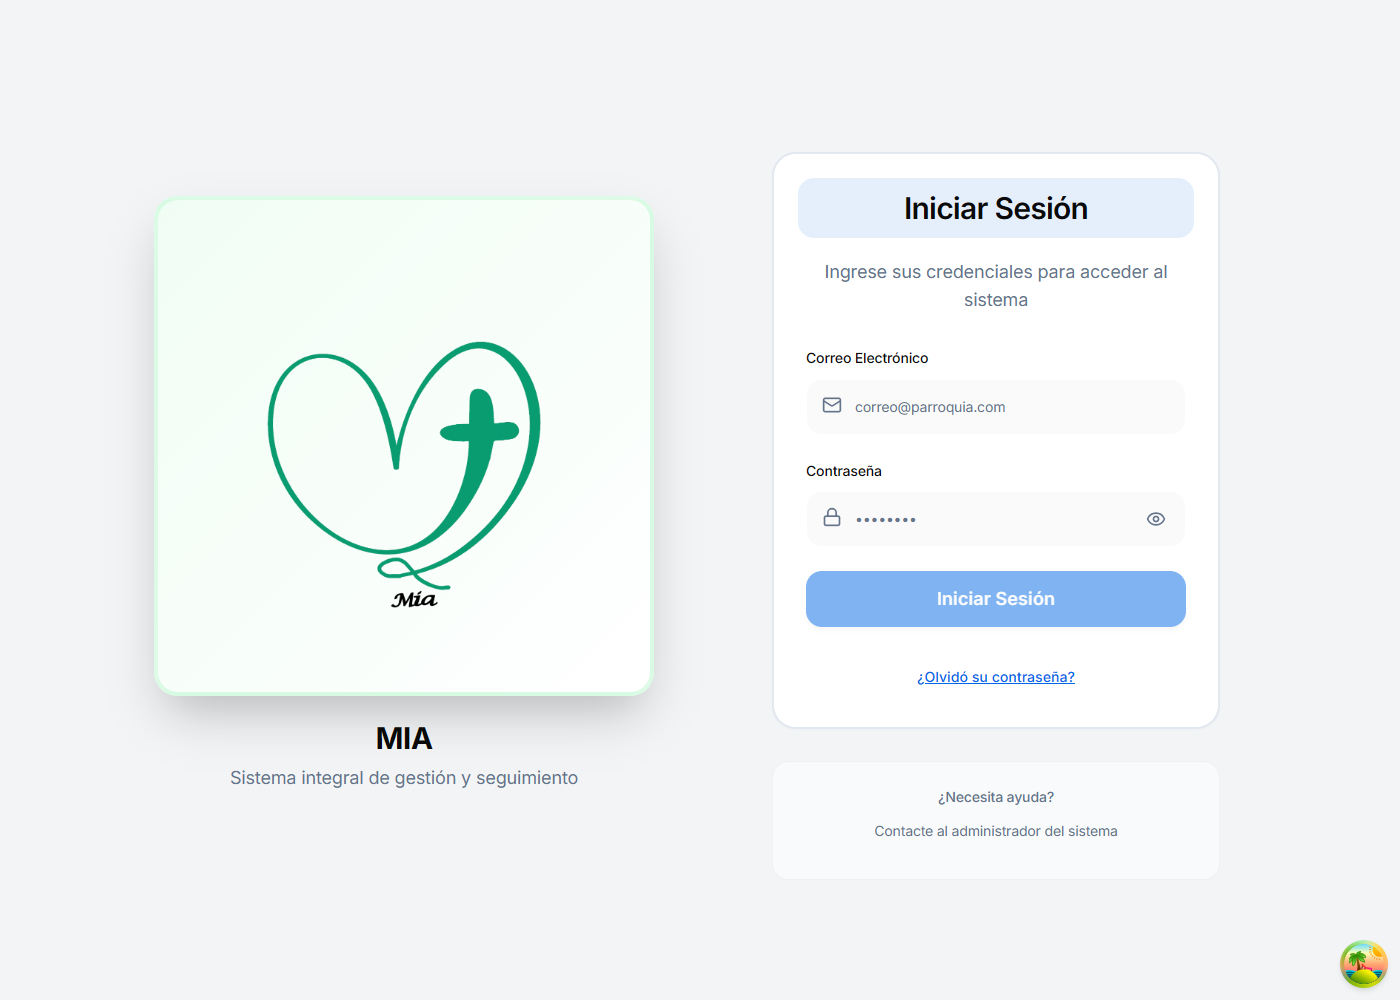 Mía
MIA
Sistema integral de gestión y seguimiento
Iniciar Sesión
Ingrese sus credenciales para acceder al
sistema
Correo Electrónico
correo@parroquia.com
Contraseña
••••••••
Iniciar Sesión
¿Olvidó su contraseña?
¿Necesita ayuda?
Contacte al administrador del sistema